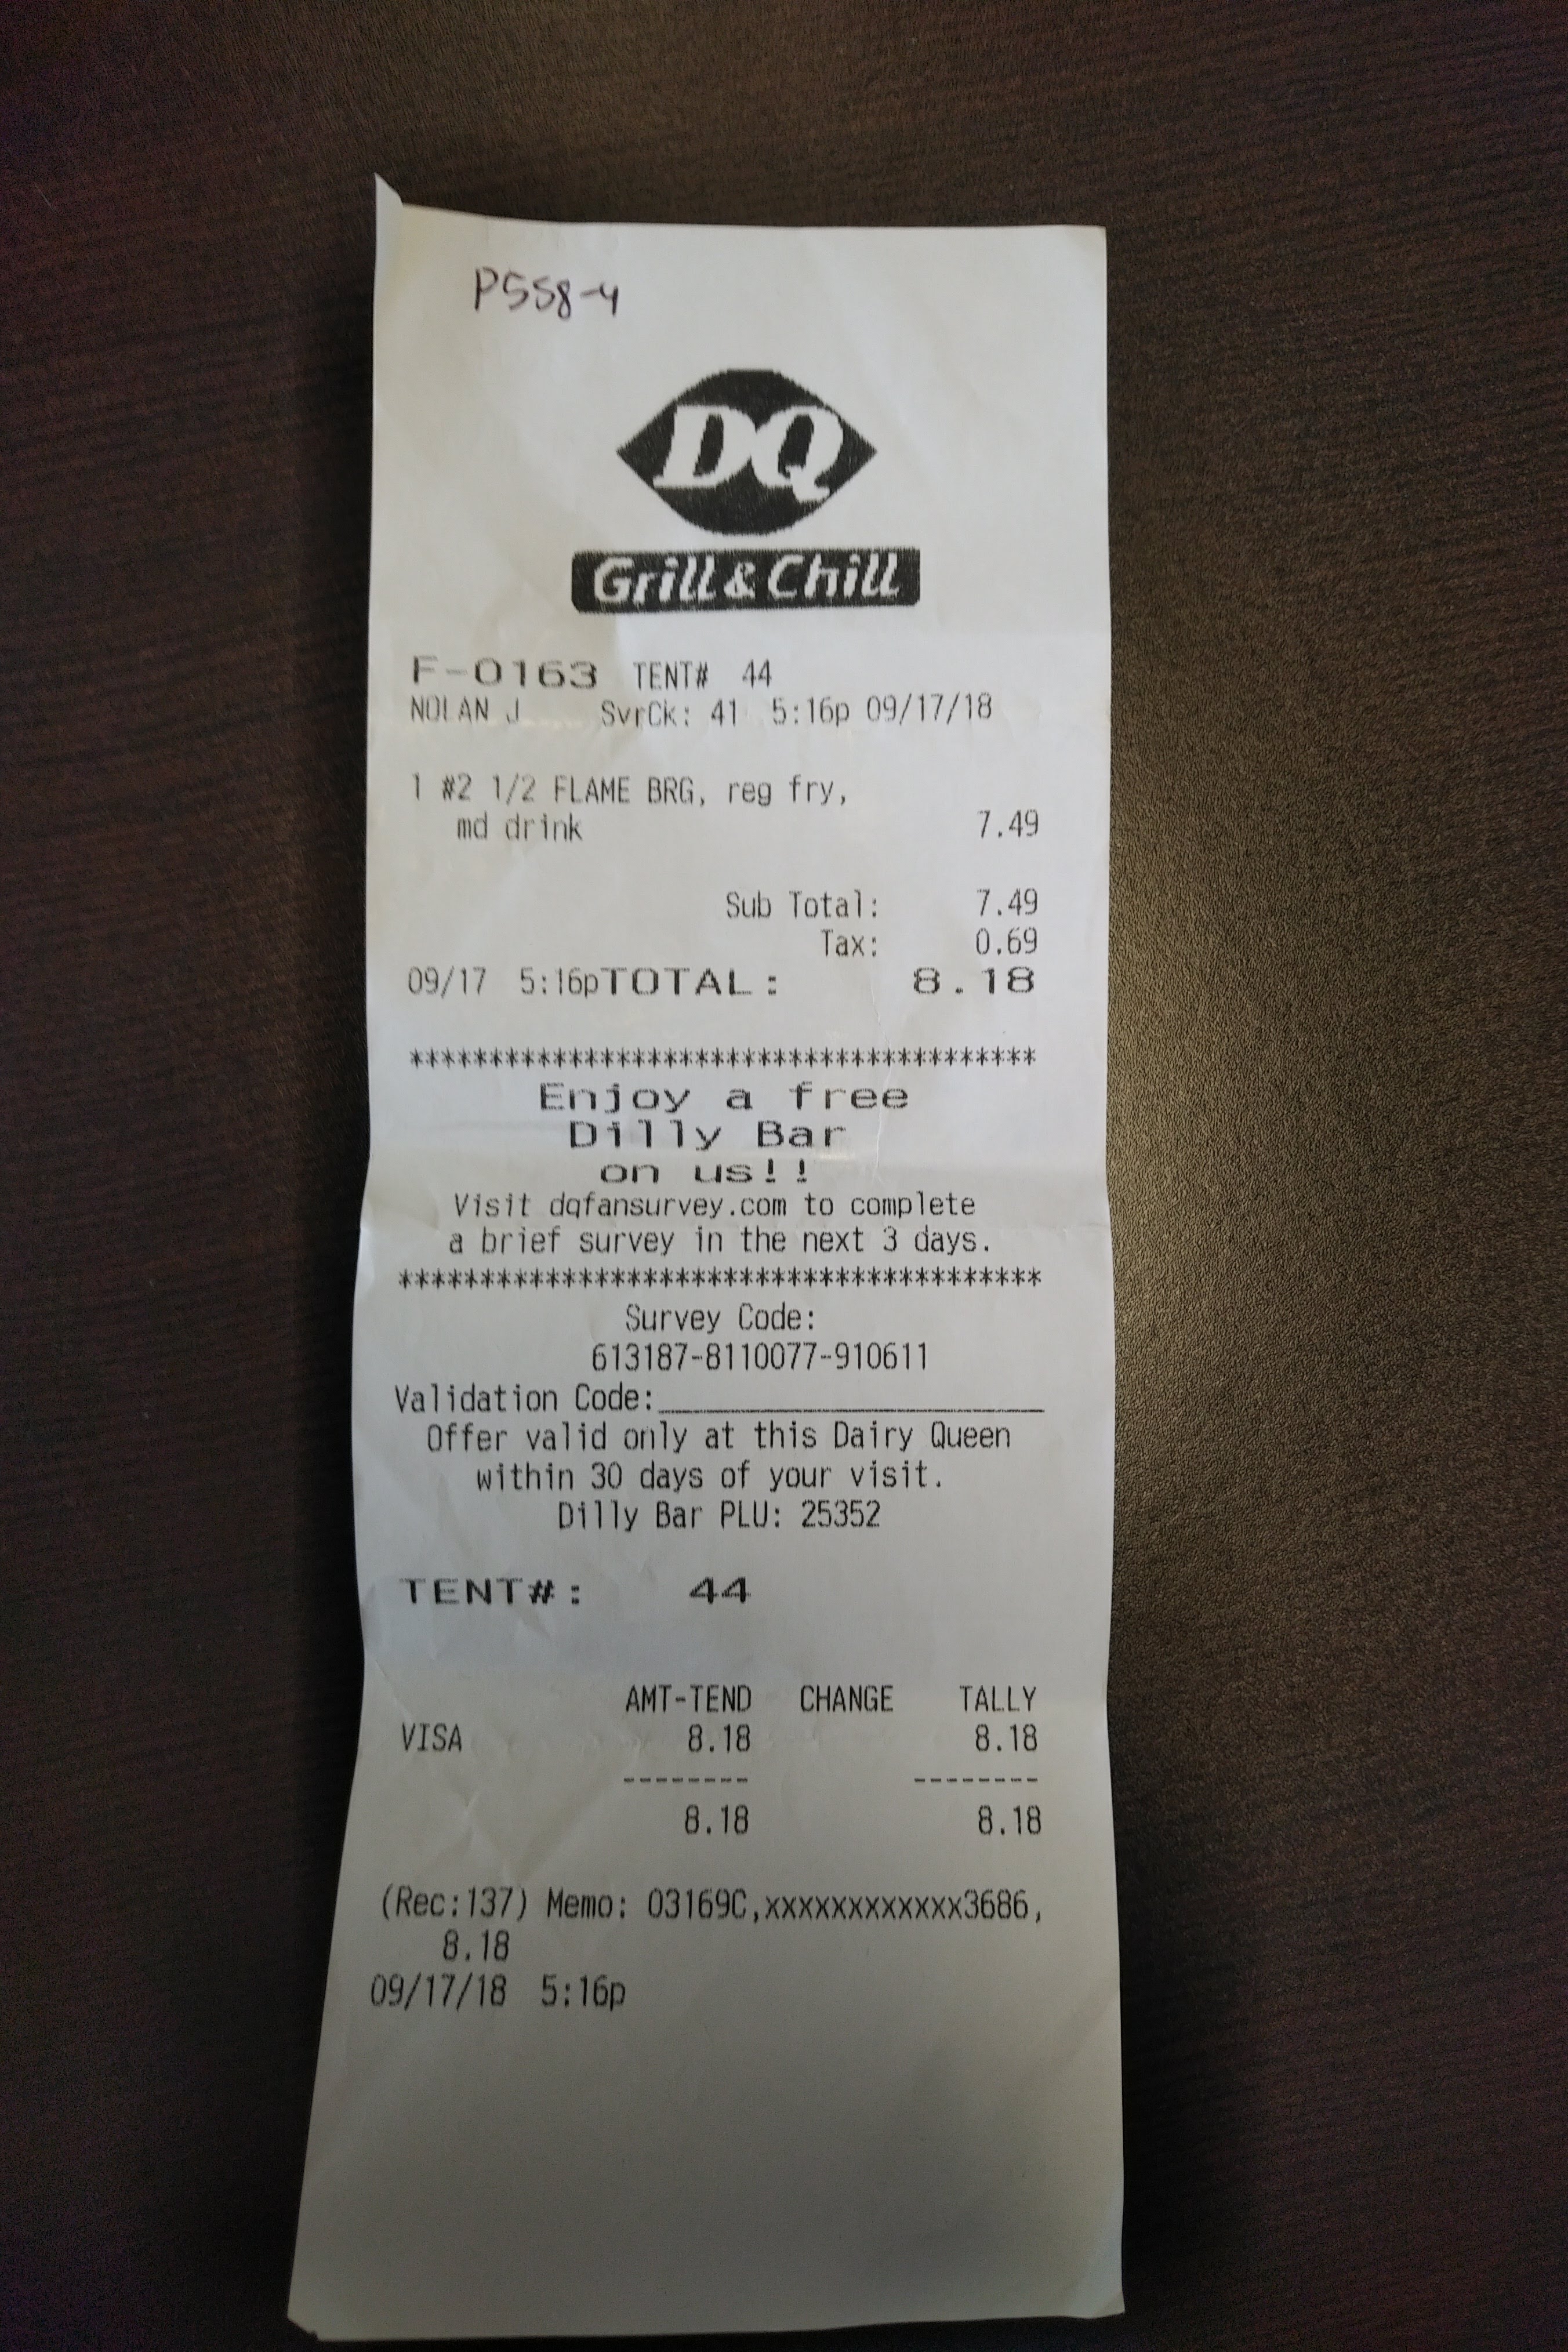 P558-4
DQ
Grill & Chill
F-0163 TENT# 44
NOLAN J SvrCk: 41 5:16p 09/17/18
1 #2 1/2 FLAME BRG, reg fry,
md drink 7.49
Sub Total: 7.49
Tax: 0.69
09/17 5:16pTOTAL: 8.18
***************************************
Enjoy a free
Dilly Bar
on us!!
Visit dqfansurvey.com to complete
a brief survey in the next 3 days.
***************************************
Survey Code:
613187-8110077-910611
Validation Code:________________________
Offer valid only at this Dairy Queen
within 30 days of your visit.
Dilly Bar PLU: 25352
TENT#: 44
AMT-TEND CHANGE TALLY
VISA 8.18 8.18
-------- --------
8.18 8.18
(Rec:137) Memo: 03169C,xxxxxxxxxxxx3686,
8.18
09/17/18 5:16p